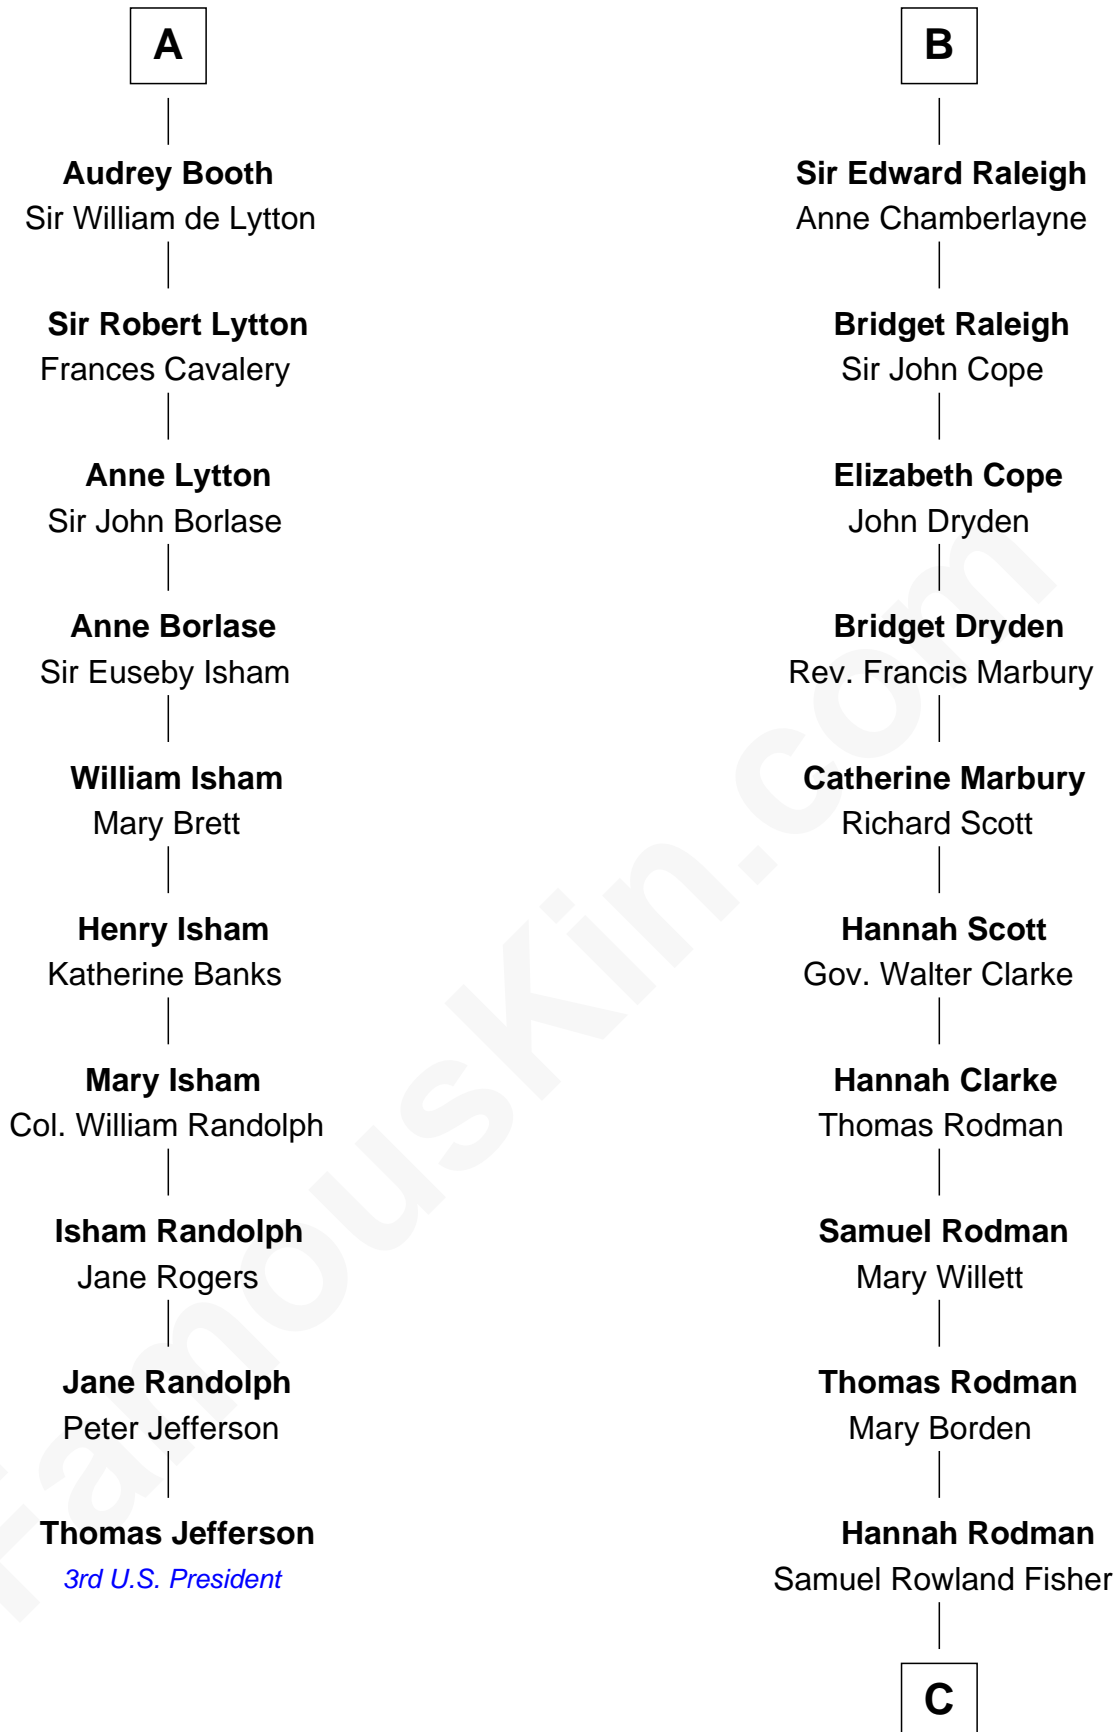 A
Audrey Booth
Sir William de Lytton
Sir Robert Lytton
Frances Cavalery
Anne Lytton
Sir John Borlase
Anne Borlase
Sir Euseby Isham
William Isham
Mary Brett
Henry Isham
Katherine Banks
Mary Isham
Col. William Randolph
Isham Randolph
Jane Rogers
Jane Randolph
Peter Jefferson
Thomas Jefferson
3rd U.S. President
B
Sir Edward Raleigh
Anne Chamberlayne
Bridget Raleigh
Sir John Cope
Elizabeth Cope
John Dryden
Bridget Dryden
Rev. Francis Marbury
Catherine Marbury
Richard Scott
Hannah Scott
Gov. Walter Clarke
Hannah Clarke
Thomas Rodman
Samuel Rodman
Mary Willett
Thomas Rodman
Mary Borden
Hannah Rodman
Samuel Rowland Fisher
C
FamousKin.com